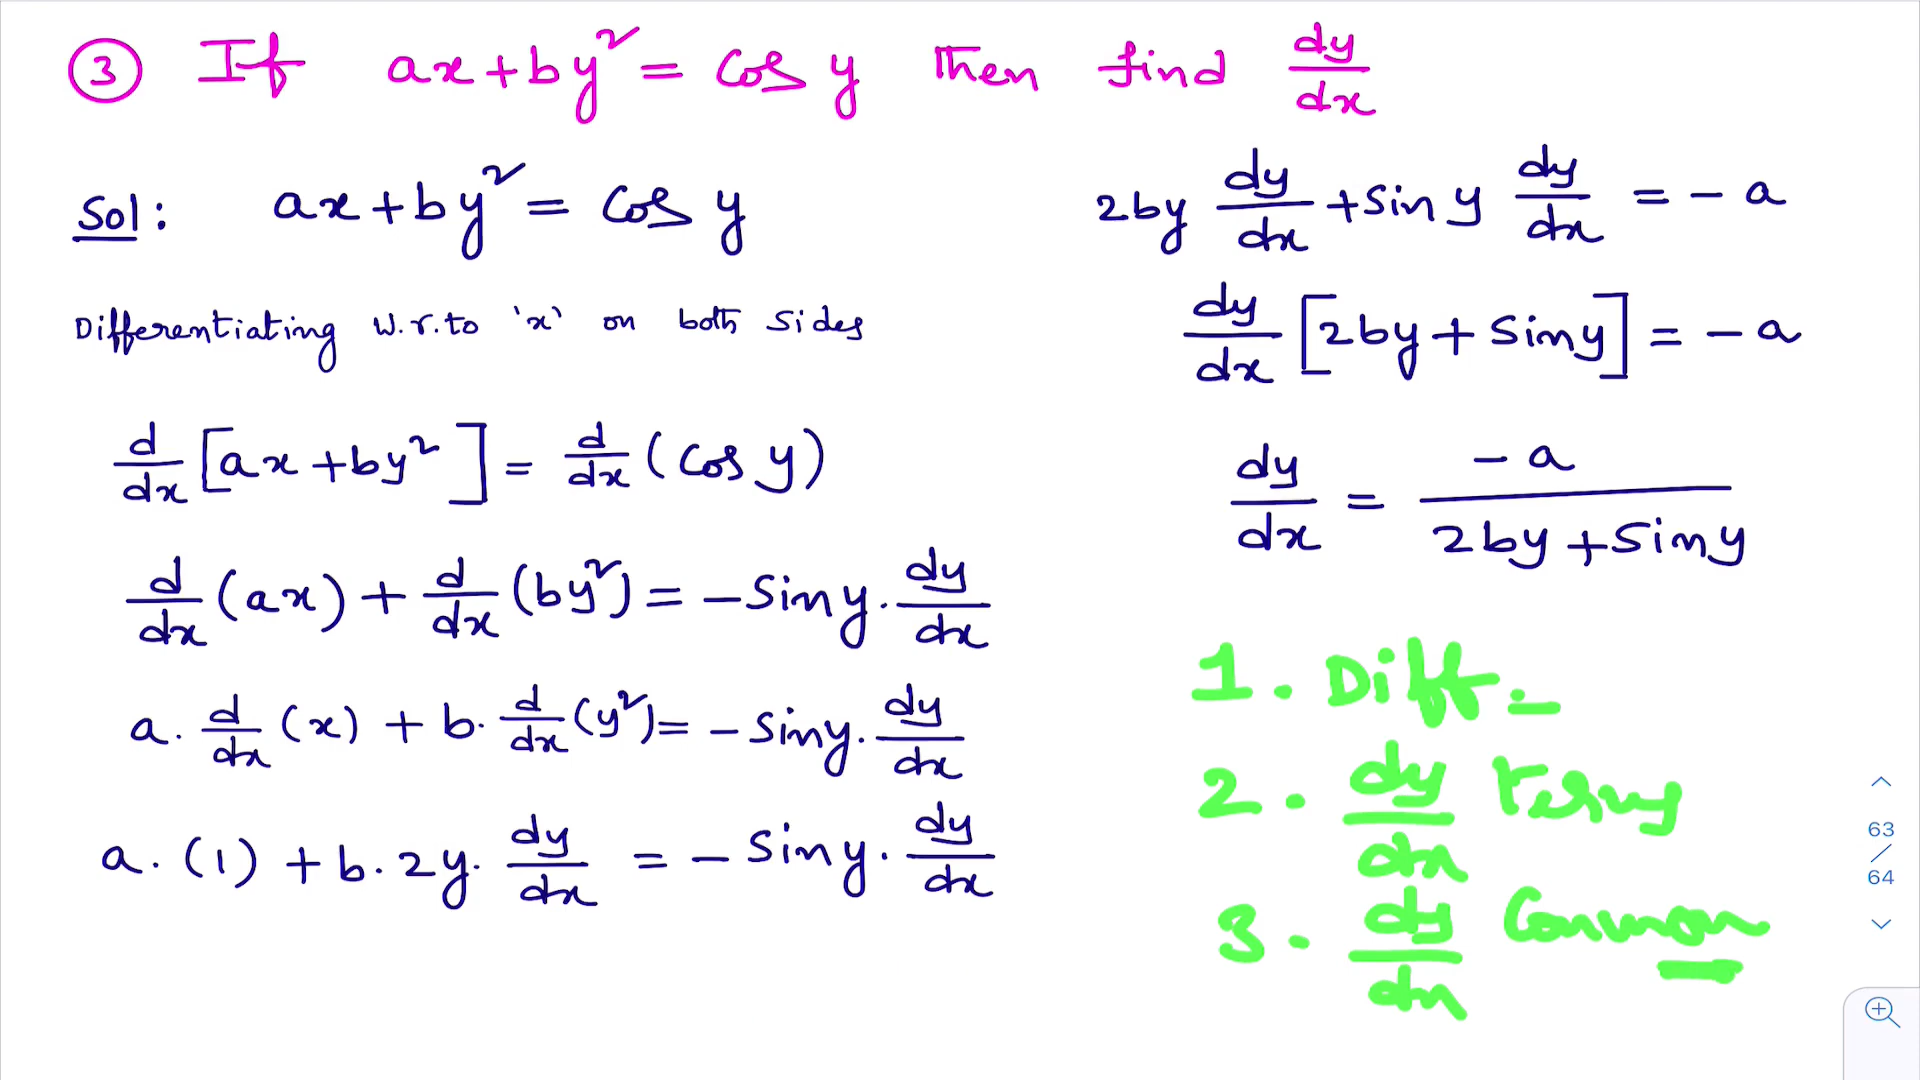 ③ If ax+by² = Cos y Then find dy/dx
Sol: ax+by² = Cos y
Differentiating w.r.to 'x' on both sides
d/dx [ax+by²] = d/dx (Cos y)
d/dx (ax) + d/dx (by²) = -Sin y . dy/dx
a. d/dx (x) + b. d/dx (y²) = -Sin y . dy/dx
a. (1) + b. 2y. dy/dx = -Sin y . dy/dx
2by dy/dx + Sin y dy/dx = -a
dy/dx [2by + Sin y] = -a
dy/dx = -a / 2by + Sin y
1. Diff.-
2. dy/dx terms
3. dy/dx Common
63
/
64